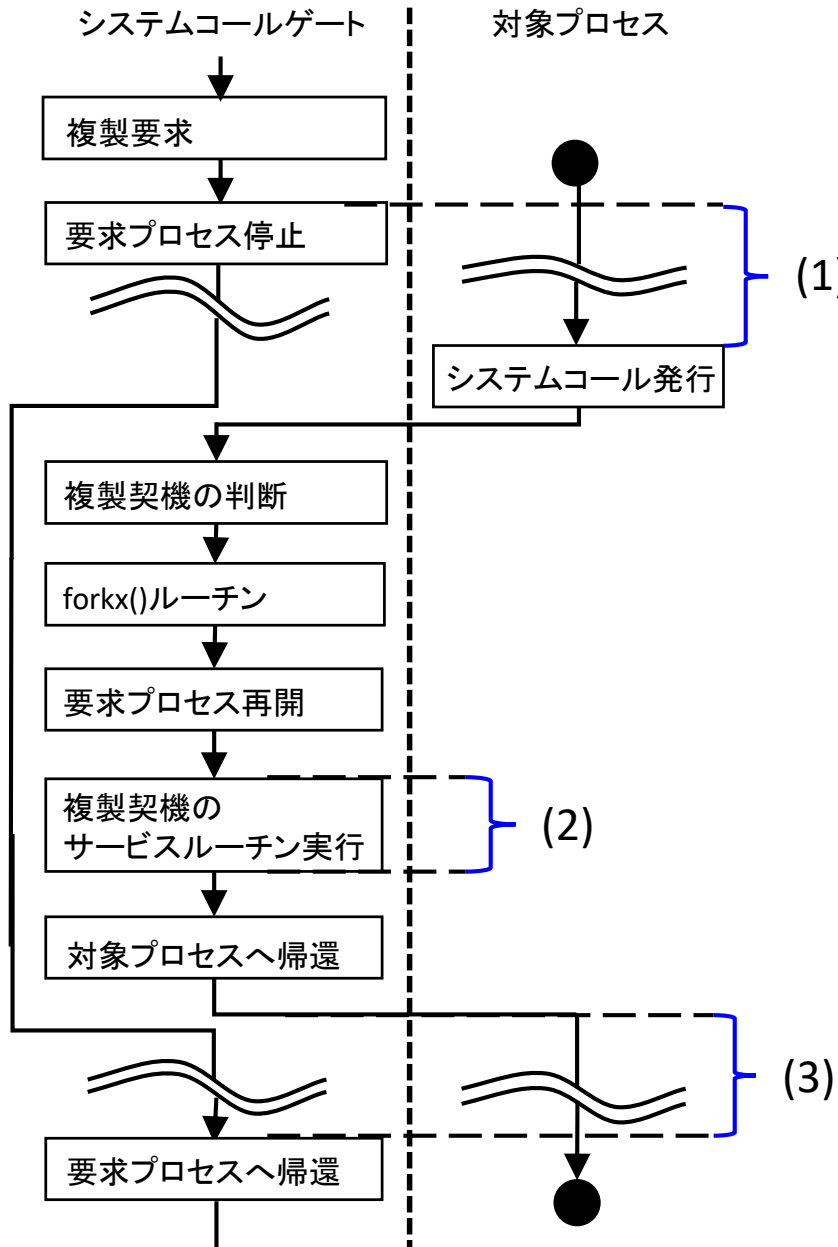 システムコールゲート
対象プロセス
複製要求
要求プロセス停止
(1)
システムコール発行
複製契機の判断
forkx()ルーチン
要求プロセス再開
複製契機の
サービスルーチン実行
(2)
対象プロセスへ帰還
(3)
要求プロセスへ帰還